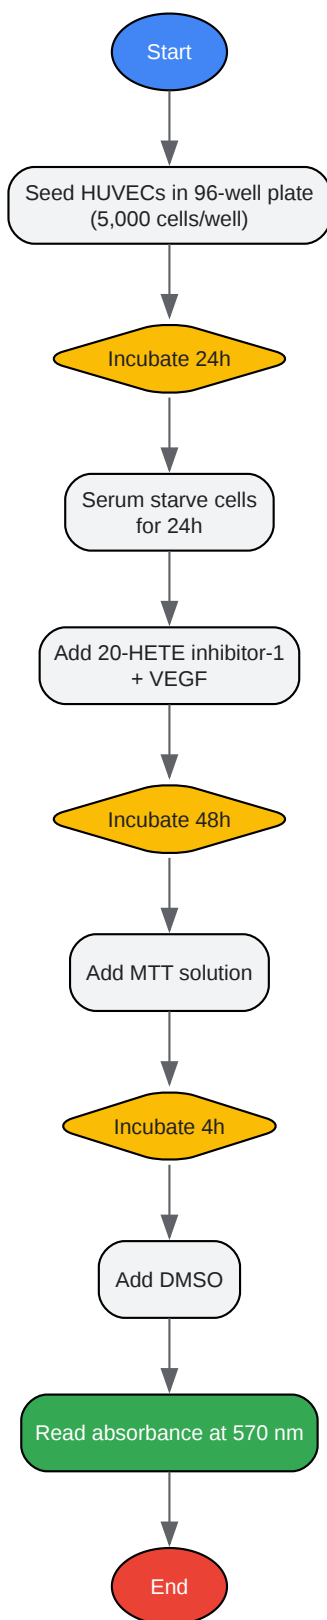 Start
Seed HUVECs in 96-well plate
(5,000 cells/well)
Incubate 24h
Serum starve cells
for 24h
Add 20-HETE inhibitor-1
+ VEGF
Incubate 48h
Add MTT solution
Incubate 4h
Add DMSO
Read absorbance at 570 nm
End